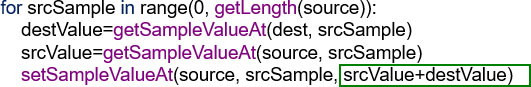 for srcSample in range(0, getLength(source)):
destValue=getSampleValueAt(dest, srcSample)
srcValue=getSampleValueAt(source, srcSample)
setSampleValueAt(source, srcSample, srcValue+destValue)